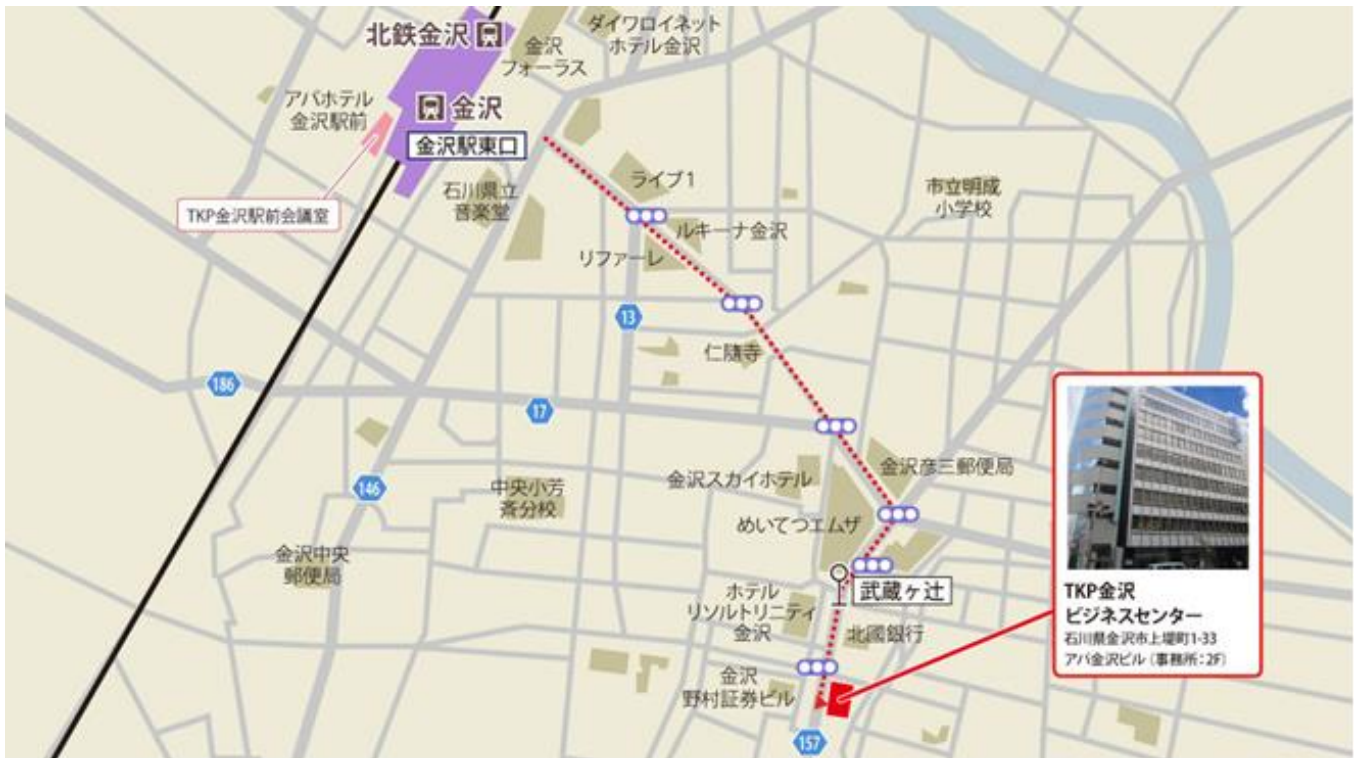 北鉄金沢
金沢
フォーラス
ダイワロイネット
ホテル金沢
アパホテル
金沢駅前
金沢
金沢駅東口
TKP金沢駅前会議室
石川県立
音楽堂
ライブ1
ルキーナ金沢
リファーレ
市立明成
小学校
13
仁随寺
186
17
146
金沢スカイホテル
金沢彦三郵便局
中央小芳
斉分校
めいてつエムザ
金沢中央
郵便局
武蔵ヶ辻
ホテル
リソルトリニティ
金沢
北國銀行
金沢
野村証券ビル
157
TKP金沢
ビジネスセンター
石川県金沢市上堤町1-33
アパ金沢ビル (事務所:2F)